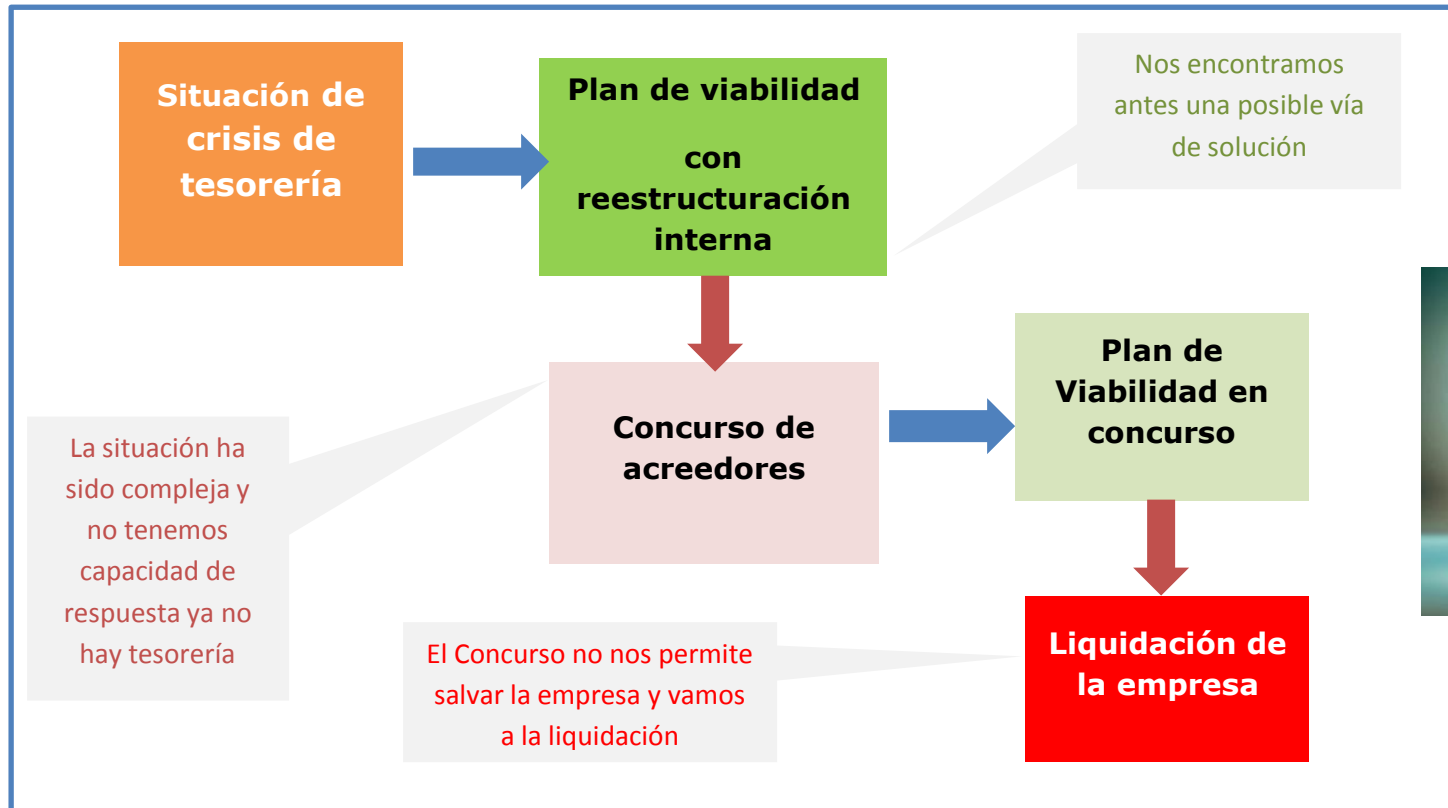 Situación de
crisis de
tesorería
Plan de viabilidad
con
reestructuración
interna
Nos encontramos
antes una posible vía
de solución
La situación ha
sido compleja y
no tenemos
capacidad de
respuesta ya no
hay tesorería
Concurso de
acreedores
Plan de
Viabilidad en
concurso
El Concurso no nos permite
salvar la empresa y vamos
a la liquidación
Liquidación de
la empresa